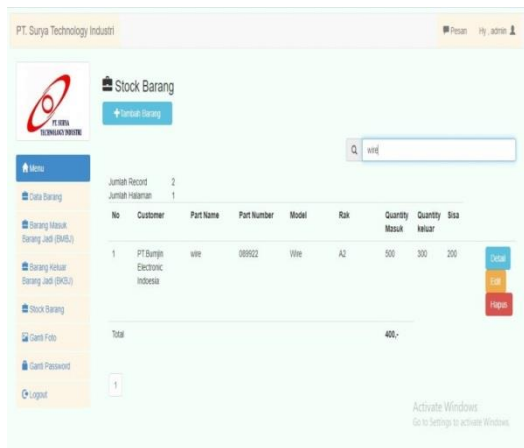 PT. Surya Technology Industri
Pesan Hy , admin
PT. SURYA
TECHNOLOGY INDUSTRI
Stock Barang
+Tambah Barang
wire
Menu
Data Barang
Barang Masuk
Barang Jadi (BMBJ)
Barang Keluar
Barang Jadi (BKBJ)
Stock Barang
Ganti Foto
Ganti Password
Logout
Jumlah Record 2
Jumlah Halaman 1
No Customer Part Name Part Number Model Rak Quantity Masuk Quantity keluar Sisa
1 PT.Bumjin Electronic Indoesia wire 089922 Wire A2 500 300 200
Detail
Edit
Hapus
Total 400,-
1
Activate Windows
Go to Settings to activate Windows.